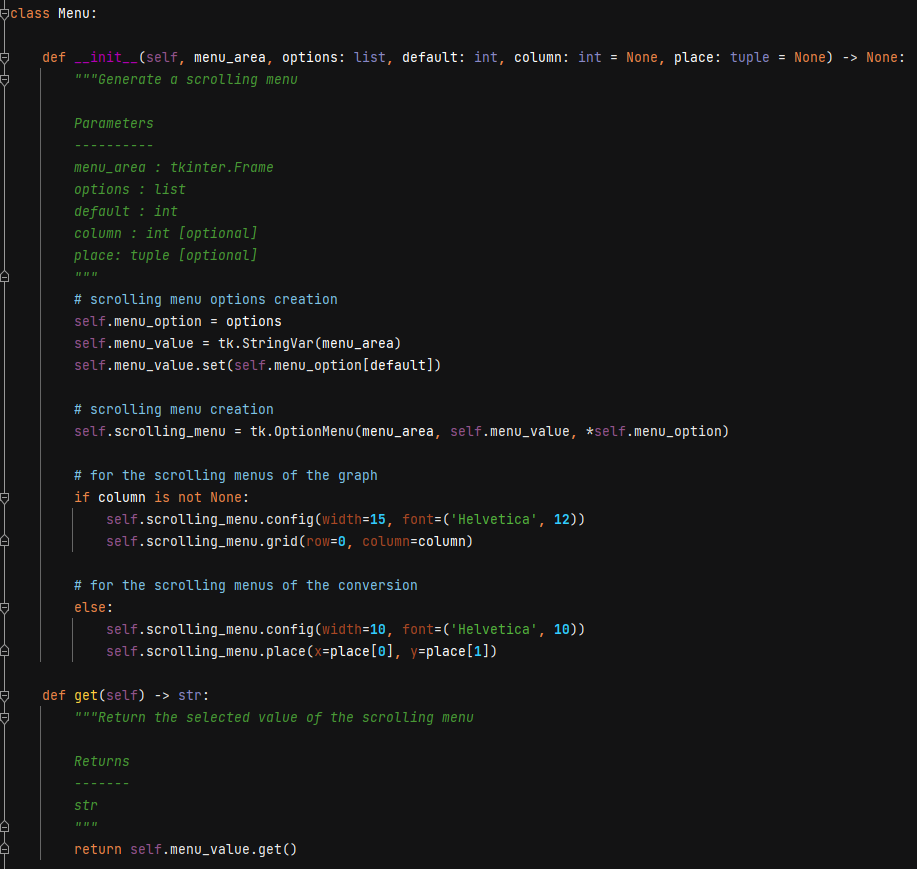 class Menu:
    def __init__(self, menu_area, options: list, default: int, column: int = None, place: tuple = None) -> None:
        """Generate a scrolling menu

        Parameters
        ----------
        menu_area : tkinter.Frame
        options : list
        default : int
        column : int [optional]
        place: tuple [optional]
        """
        # scrolling menu options creation
        self.menu_option = options
        self.menu_value = tk.StringVar(menu_area)
        self.menu_value.set(self.menu_option[default])

        # scrolling menu creation
        self.scrolling_menu = tk.OptionMenu(menu_area, self.menu_value, *self.menu_option)

        # for the scrolling menus of the graph
        if column is not None:
            self.scrolling_menu.config(width=15, font=('Helvetica', 12))
            self.scrolling_menu.grid(row=0, column=column)

        # for the scrolling menus of the conversion
        else:
            self.scrolling_menu.config(width=10, font=('Helvetica', 10))
            self.scrolling_menu.place(x=place[0], y=place[1])

    def get(self) -> str:
        """Return the selected value of the scrolling menu

        Returns
        -------
        str
        """
        return self.menu_value.get()